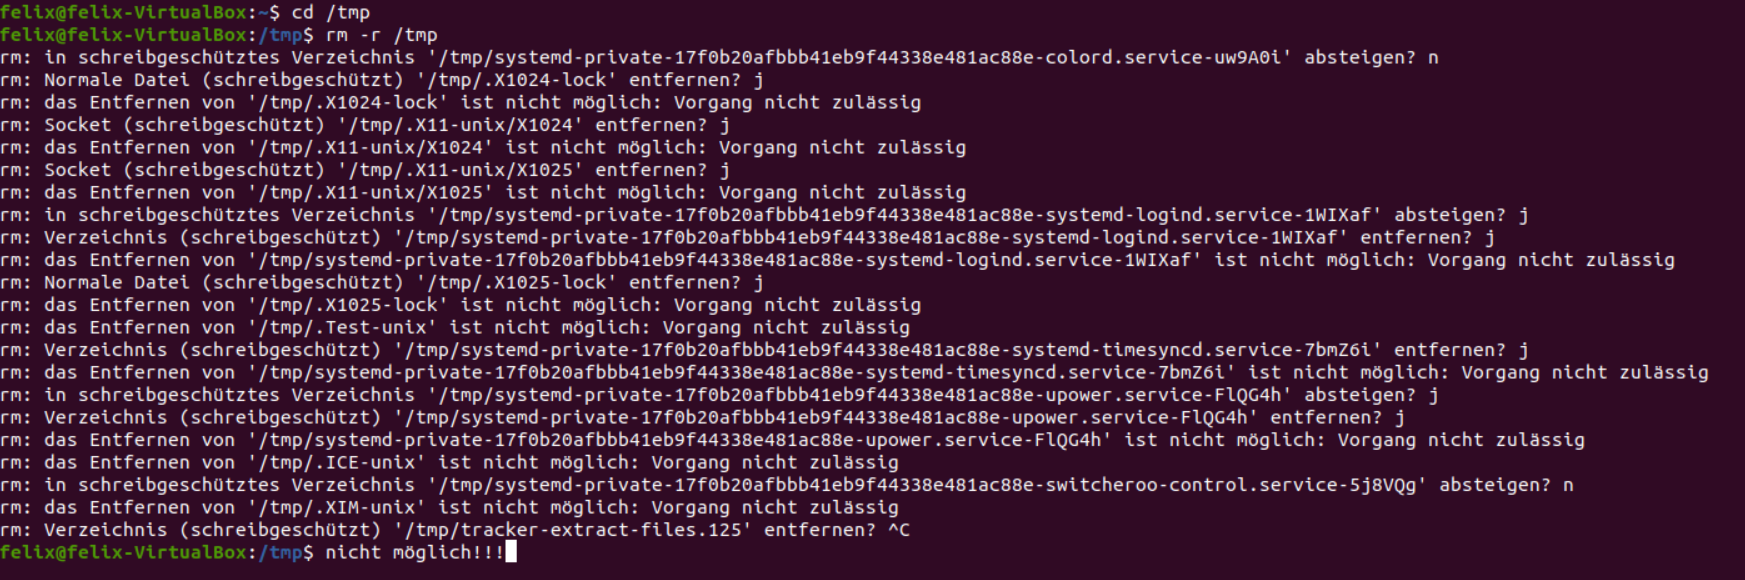 felix@felix-VirtualBox:~$ cd /tmp
felix@felix-VirtualBox:/tmp$ rm -r /tmp
rm: in schreibgeschütztes Verzeichnis '/tmp/systemd-private-17f0b20afbbb41eb9f44338e481ac88e-colord.service-uw9A0i' absteigen? n
rm: Normale Datei (schreibgeschützt) '/tmp/.X1024-lock' entfernen? j
rm: das Entfernen von '/tmp/.X1024-lock' ist nicht möglich: Vorgang nicht zulässig
rm: Socket (schreibgeschützt) '/tmp/.X11-unix/X1024' entfernen? j
rm: das Entfernen von '/tmp/.X11-unix/X1024' ist nicht möglich: Vorgang nicht zulässig
rm: Socket (schreibgeschützt) '/tmp/.X11-unix/X1025' entfernen? j
rm: das Entfernen von '/tmp/.X11-unix/X1025' ist nicht möglich: Vorgang nicht zulässig
rm: in schreibgeschütztes Verzeichnis '/tmp/systemd-private-17f0b20afbbb41eb9f44338e481ac88e-systemd-logind.service-1WIXaf' absteigen? j
rm: Verzeichnis (schreibgeschützt) '/tmp/systemd-private-17f0b20afbbb41eb9f44338e481ac88e-systemd-logind.service-1WIXaf' entfernen? j
rm: das Entfernen von '/tmp/systemd-private-17f0b20afbbb41eb9f44338e481ac88e-systemd-logind.service-1WIXaf' ist nicht möglich: Vorgang nicht zulässig
rm: Normale Datei (schreibgeschützt) '/tmp/.X1025-lock' entfernen? j
rm: das Entfernen von '/tmp/.X1025-lock' ist nicht möglich: Vorgang nicht zulässig
rm: das Entfernen von '/tmp/.Test-unix' ist nicht möglich: Vorgang nicht zulässig
rm: Verzeichnis (schreibgeschützt) '/tmp/systemd-private-17f0b20afbbb41eb9f44338e481ac88e-systemd-timesyncd.service-7bmZ6i' entfernen? j
rm: das Entfernen von '/tmp/systemd-private-17f0b20afbbb41eb9f44338e481ac88e-systemd-timesyncd.service-7bmZ6i' ist nicht möglich: Vorgang nicht zulässig
rm: in schreibgeschütztes Verzeichnis '/tmp/systemd-private-17f0b20afbbb41eb9f44338e481ac88e-upower.service-FlQG4h' absteigen? j
rm: Verzeichnis (schreibgeschützt) '/tmp/systemd-private-17f0b20afbbb41eb9f44338e481ac88e-upower.service-FlQG4h' entfernen? j
rm: das Entfernen von '/tmp/systemd-private-17f0b20afbbb41eb9f44338e481ac88e-upower.service-FlQG4h' ist nicht möglich: Vorgang nicht zulässig
rm: das Entfernen von '/tmp/.ICE-unix' ist nicht möglich: Vorgang nicht zulässig
rm: in schreibgeschütztes Verzeichnis '/tmp/systemd-private-17f0b20afbbb41eb9f44338e481ac88e-switcheroo-control.service-5j8VQg' absteigen? n
rm: das Entfernen von '/tmp/.XIM-unix' ist nicht möglich: Vorgang nicht zulässig
rm: Verzeichnis (schreibgeschützt) '/tmp/tracker-extract-files.125' entfernen? ^C
felix@felix-VirtualBox:/tmp$ nicht möglich!!!